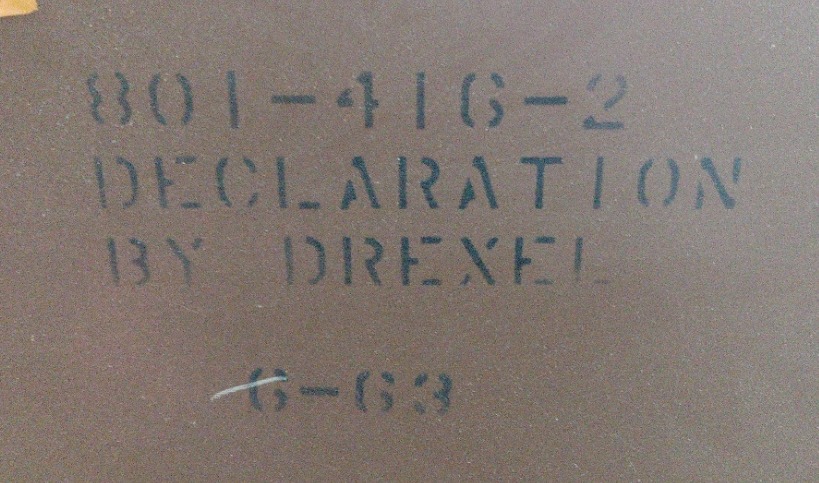 801-416-2
DECLARATION
BY DREXEL
6-63